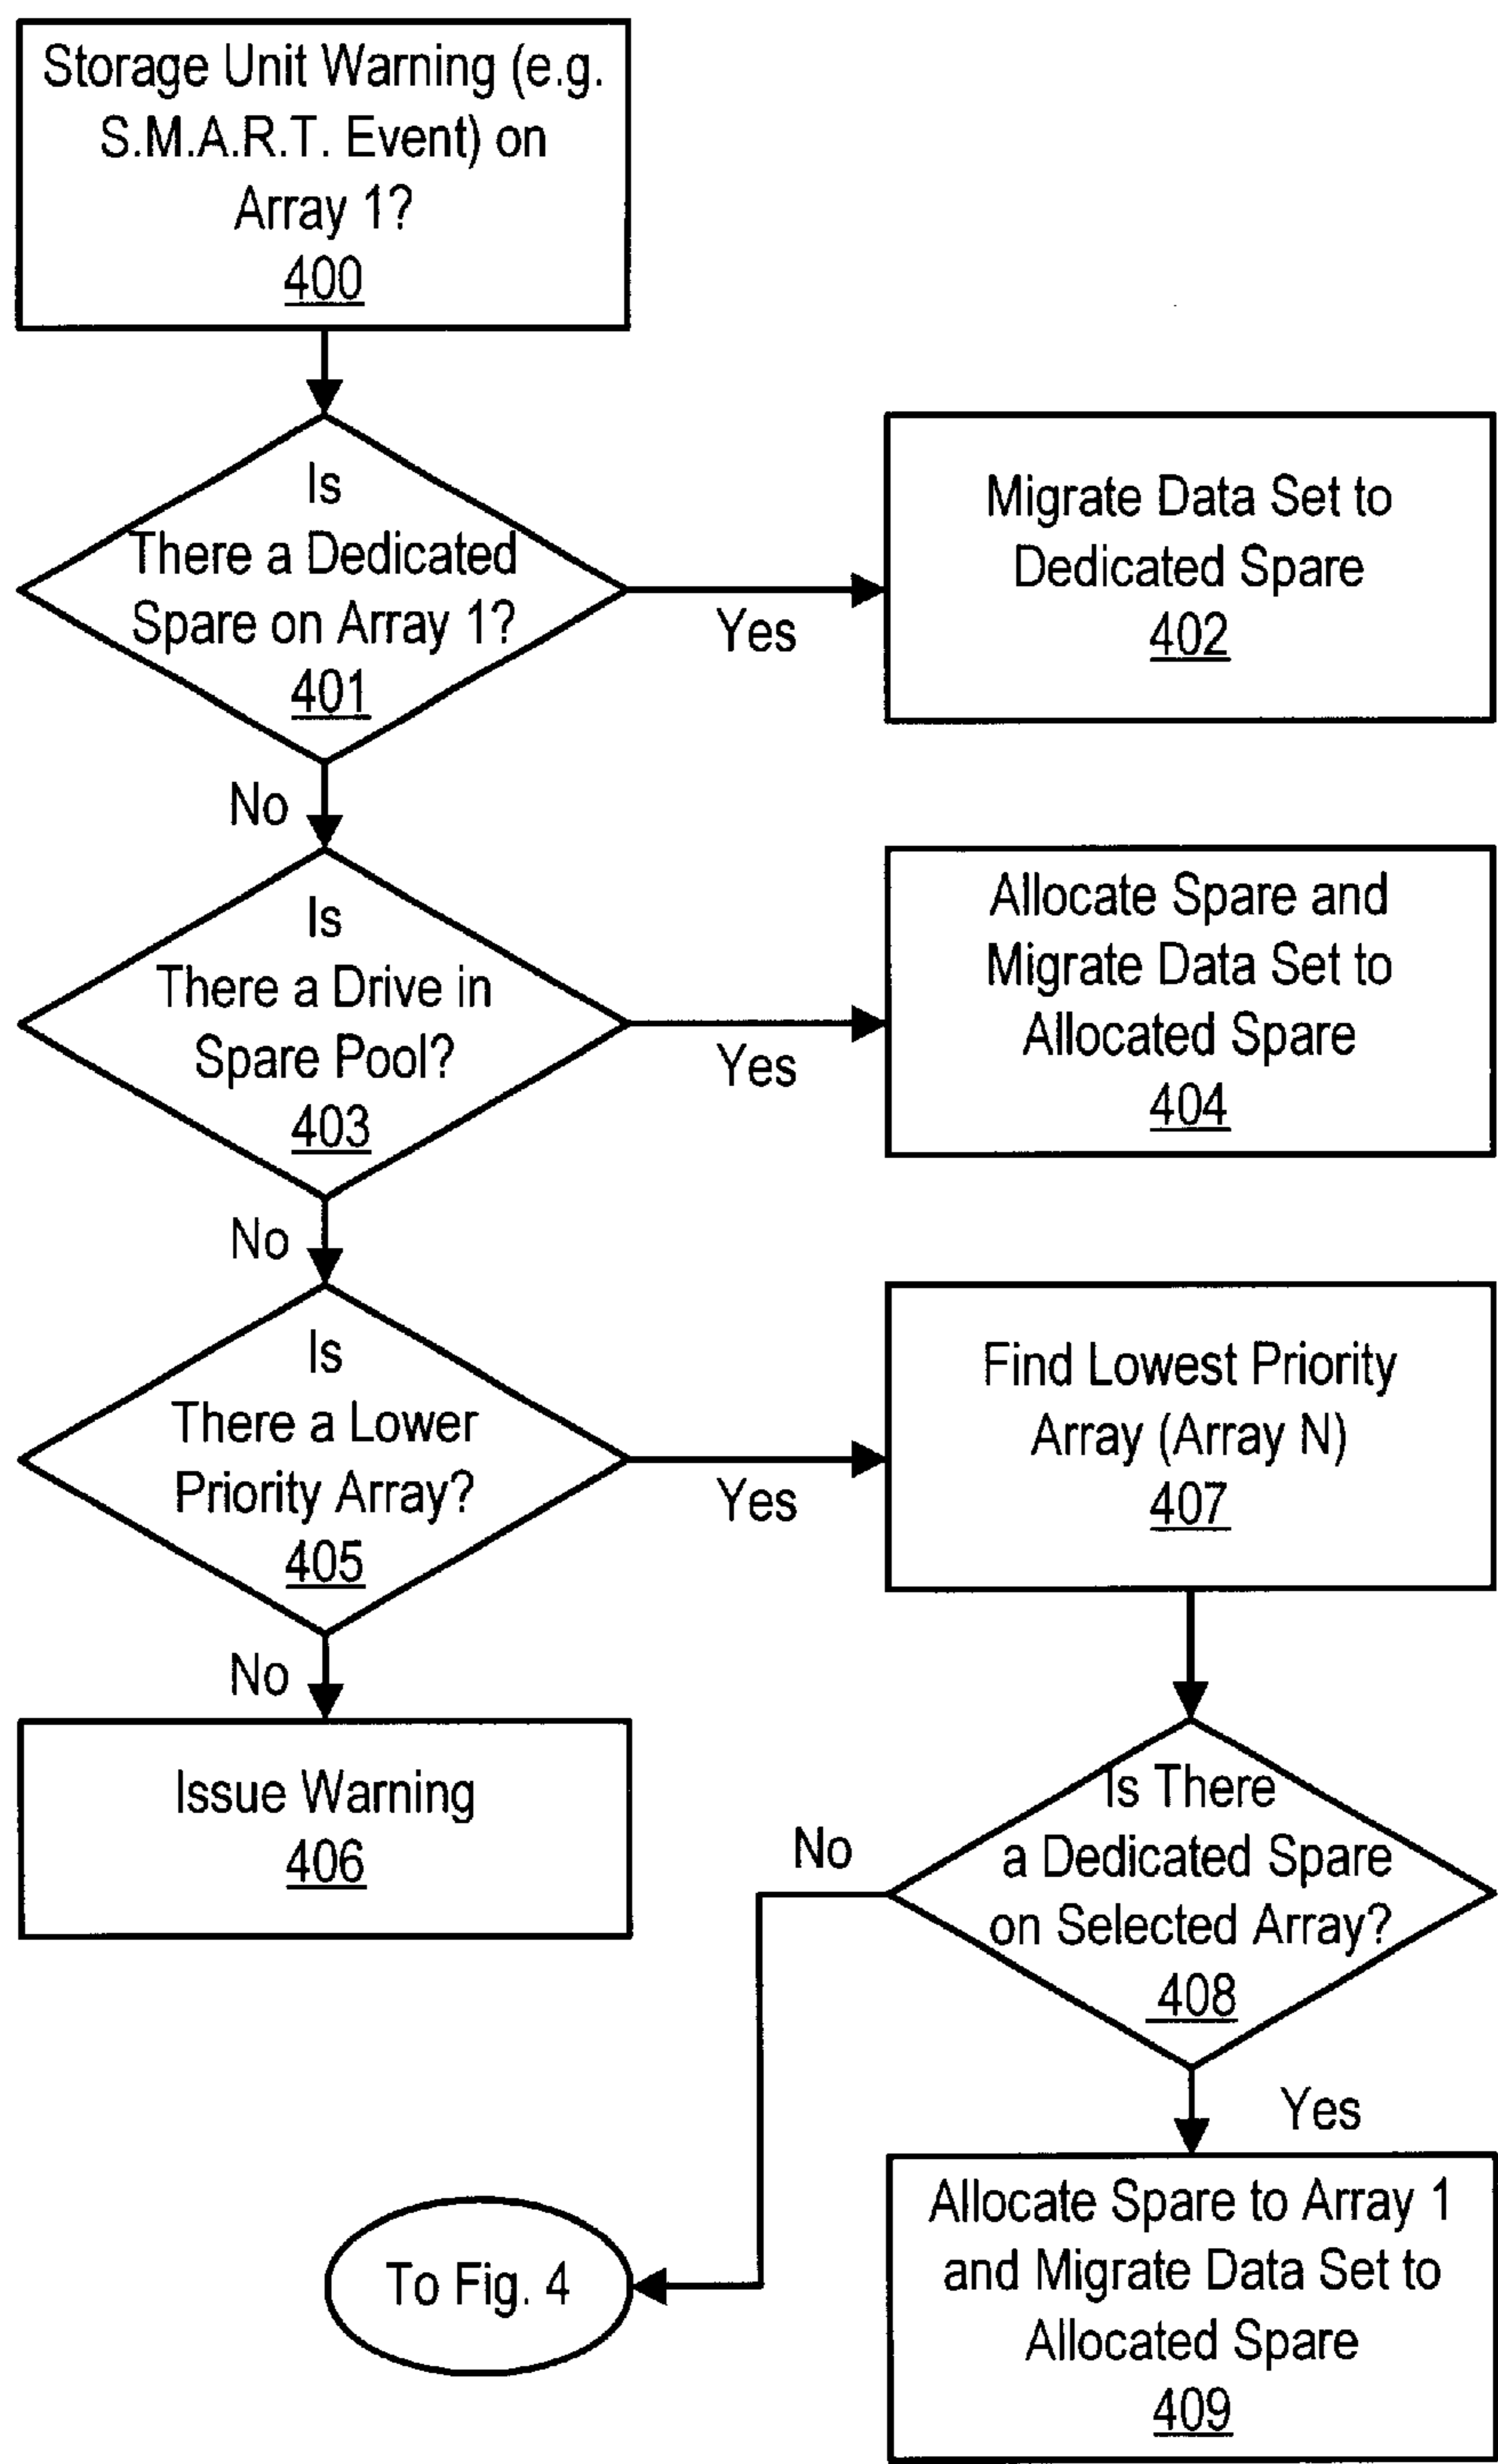 Storage Unit Warning (e.g.
S.M.A.R.T. Event) on
Array 1?
400
Is
There a Dedicated
Spare on Array 1?
401
Yes
Migrate Data Set to
Dedicated Spare
402
No
Is
There a Drive in
Spare Pool?
403
Yes
Allocate Spare and
Migrate Data Set to
Allocated Spare
404
No
Is
There a Lower
Priority Array?
405
Yes
Find Lowest Priority
Array (Array N)
407
No
Issue Warning
406
Is There
a Dedicated Spare
on Selected Array?
408
No
Yes
To Fig. 4
Allocate Spare to Array 1
and Migrate Data Set to
Allocated Spare
409